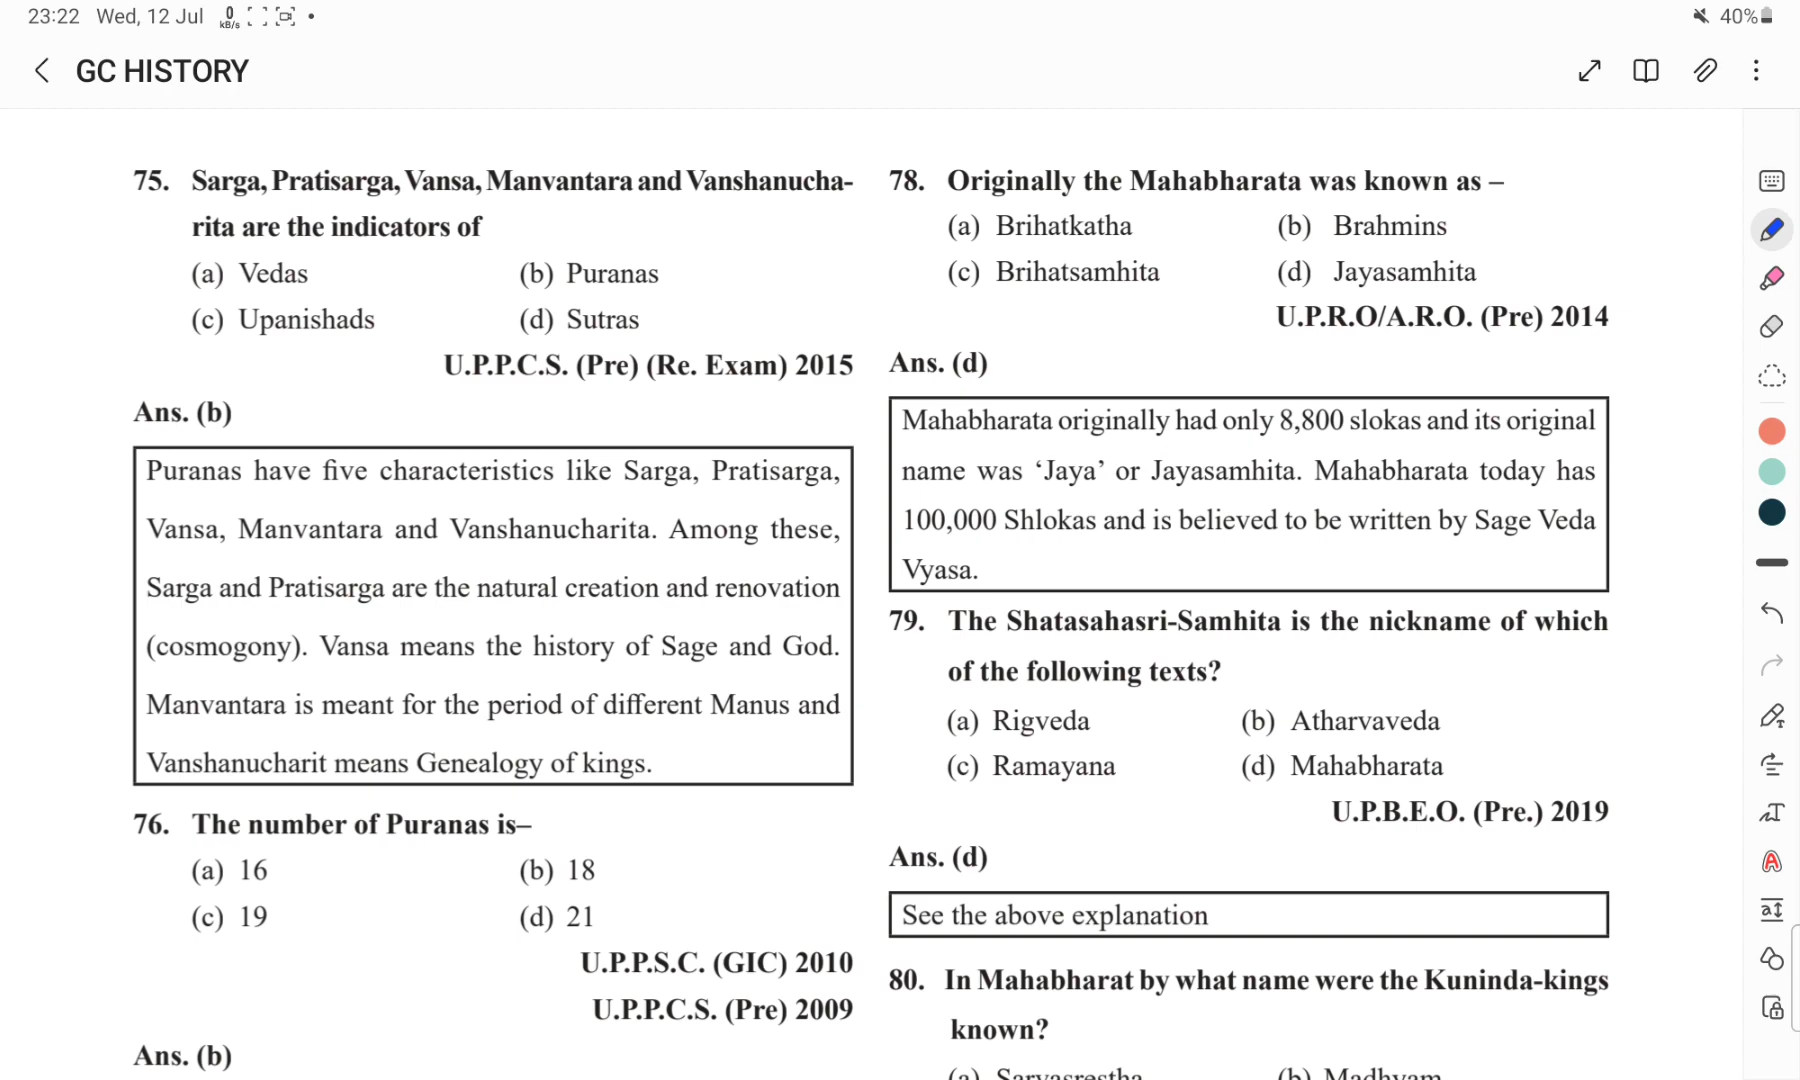 23:22 Wed, 12 Jul 0 kB/s 40%
GC HISTORY
75. Sarga, Pratisarga, Vansa, Manvantara and Vanshanucha-
rita are the indicators of
(a) Vedas (b) Puranas
(c) Upanishads (d) Sutras
U.P.P.C.S. (Pre) (Re. Exam) 2015
Ans. (b)
Puranas have five characteristics like Sarga, Pratisarga,
Vansa, Manvantara and Vanshanucharita. Among these,
Sarga and Pratisarga are the natural creation and renovation
(cosmogony). Vansa means the history of Sage and God.
Manvantara is meant for the period of different Manus and
Vanshanucharit means Genealogy of kings.
76. The number of Puranas is–
(a) 16 (b) 18
(c) 19 (d) 21
U.P.P.S.C. (GIC) 2010
U.P.P.C.S. (Pre) 2009
Ans. (b)
78. Originally the Mahabharata was known as –
(a) Brihatkatha (b) Brahmins
(c) Brihatsamhita (d) Jayasamhita
U.P.R.O/A.R.O. (Pre) 2014
Ans. (d)
Mahabharata originally had only 8,800 slokas and its original
name was ‘Jaya’ or Jayasamhita. Mahabharata today has
100,000 Shlokas and is believed to be written by Sage Veda
Vyasa.
79. The Shatasahasri-Samhita is the nickname of which
of the following texts?
(a) Rigveda (b) Atharvaveda
(c) Ramayana (d) Mahabharata
U.P.B.E.O. (Pre.) 2019
Ans. (d)
See the above explanation
80. In Mahabharat by what name were the Kuninda-kings
known?
(a) Sarvasrestha (b) Madhyam